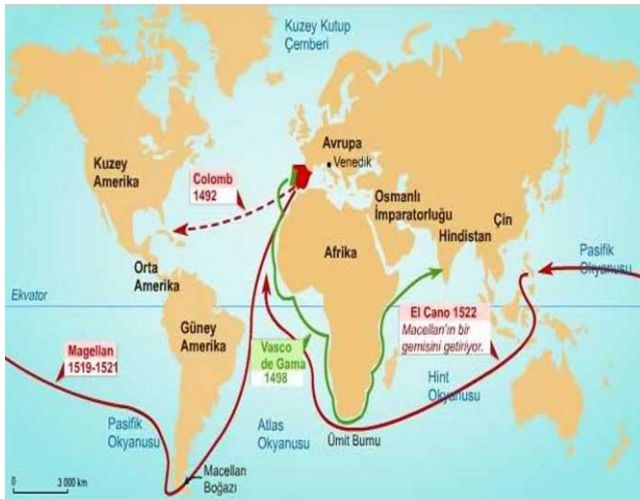 Kuzey Kutup
Çemberi
Avrupa
Venedik
Kuzey
Amerika
Colomb
1492
Osmanlı
İmparatorluğu
Çin
Hindistan
Afrika
Pasifik
Okyanusu
Orta
Amerika
Ekvator
Güney
Amerika
El Cano 1522
Macellan'ın bir
gemisini getiriyor.
Magellan
1519-1521
Vasco
de Gama
1498
Hint
Okyanusu
Pasifik
Okyanusu
Atlas
Okyanusu
Ümit Burnu
Macellan
Boğazı
0 3 000 km